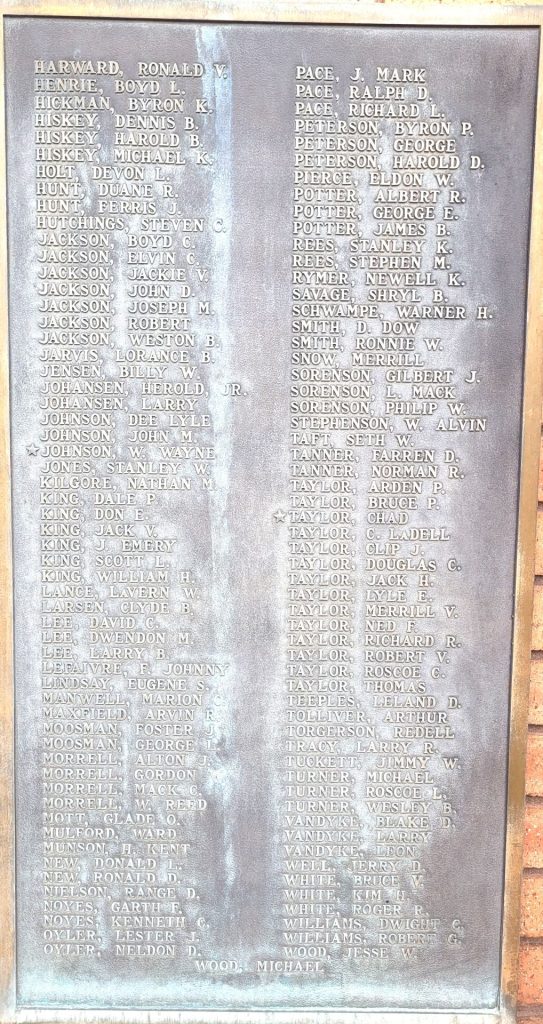 HARWARD, RONALD V.
HENRIE, BOYD L.
HICKMAN, BYRON K.
HISKEY, DENNIS B.
HISKEY, HAROLD B.
HISKEY, MICHAEL K.
HOLT, DEVON L.
HUNT, DUANE R.
HUNT, FERRIS J.
HUTCHINGS, STEVEN C.
JACKSON, BOYD C.
JACKSON, ELVIN C.
JACKSON, JACKIE V.
JACKSON, JOHN D.
JACKSON, JOSEPH M.
JACKSON, ROBERT
JACKSON, WESTON B.
JARVIS, LORANCE B.
JENSEN, BILLY W.
JOHANSEN, HEROLD, JR.
JOHANSEN, LARRY
JOHNSON, DEE LYLE
JOHNSON, JOHN M.
☆JOHNSON, W. WAYNE
JONES, STANLEY W.
KILGORE, NATHAN M.
KING, DALE P.
KING, DON E.
KING, JACK V.
KING, J. EMERY
KING, SCOTT L.
KING, WILLIAM H.
LANCE, LAVERN W.
LARSEN, CLYDE B.
LEE, DAVID C.
LEE, DWENDON M.
LEE, LARRY B.
LEFAIVRE, F. JOHNNY
LINDSAY, EUGENE S.
MANWELL, MARION C.
MAXFIELD, ARVIN R.
MOOSMAN, FOSTER J.
MOOSMAN, GEORGE L.
MORRELL, ALTON J.
MORRELL, GORDON
MORRELL, MACK C.
MORRELL, W. REED
MOTT, GLADE O.
MULFORD, WARD
MUNSON, H. KENT
NEW, DONALD L.
NEW, RONALD D.
NIELSON, RANGE D.
NOYES, GARTH F.
NOYES, KENNETH C.
OYLER, LESTER J.
OYLER, NELDON D.
PACE, J. MARK
PACE, RALPH D.
PACE, RICHARD L.
PETERSON, BYRON P.
PETERSON, GEORGE
PETERSON, HAROLD D.
PIERCE, ELDON W.
POTTER, ALBERT R.
POTTER, GEORGE E.
POTTER, JAMES B.
REES, STANLEY K.
REES, STEPHEN M.
RYMER, NEWELL K.
SAVAGE, SHRYL B.
SCHWAMPE, WARNER H.
SMITH, D. DOW
SMITH, RONNIE W.
SNOW, MERRILL
SORENSON, GILBERT J.
SORENSON, L. MACK
SORENSON, PHILIP W.
STEPHENSON, W. ALVIN
TAFT, SETH W.
TANNER, FARREN D.
TANNER, NORMAN R.
TAYLOR, ARDEN P.
TAYLOR, BRUCE P.
☆TAYLOR, CHAD
TAYLOR, C. LADELL
TAYLOR, CLIP J.
TAYLOR, DOUGLAS C.
TAYLOR, JACK H.
TAYLOR, LYLE E.
TAYLOR, MERRILL V.
TAYLOR, NED F.
TAYLOR, RICHARD R.
TAYLOR, ROBERT V.
TAYLOR, ROSCOE C.
TAYLOR, THOMAS
TEEPLES, LELAND D.
TOLLIVER, ARTHUR
TORGERSON, REDELL
TRACY, LARRY R.
TUCKETT, JIMMY W.
TURNER, MICHAEL
TURNER, ROSCOE L.
TURNER, WESLEY B.
VANDYKE, BLAKE D.
VANDYKE, LARRY
VANDYKE, LEON
WELL, JERRY D.
WHITE, BRUCE V.
WHITE, KIM H.
WHITE, ROGER R.
WILLIAMS, DWIGHT C.
WILLIAMS, ROBERT G.
WOOD, JESSE W.
WOOD, MICHAEL